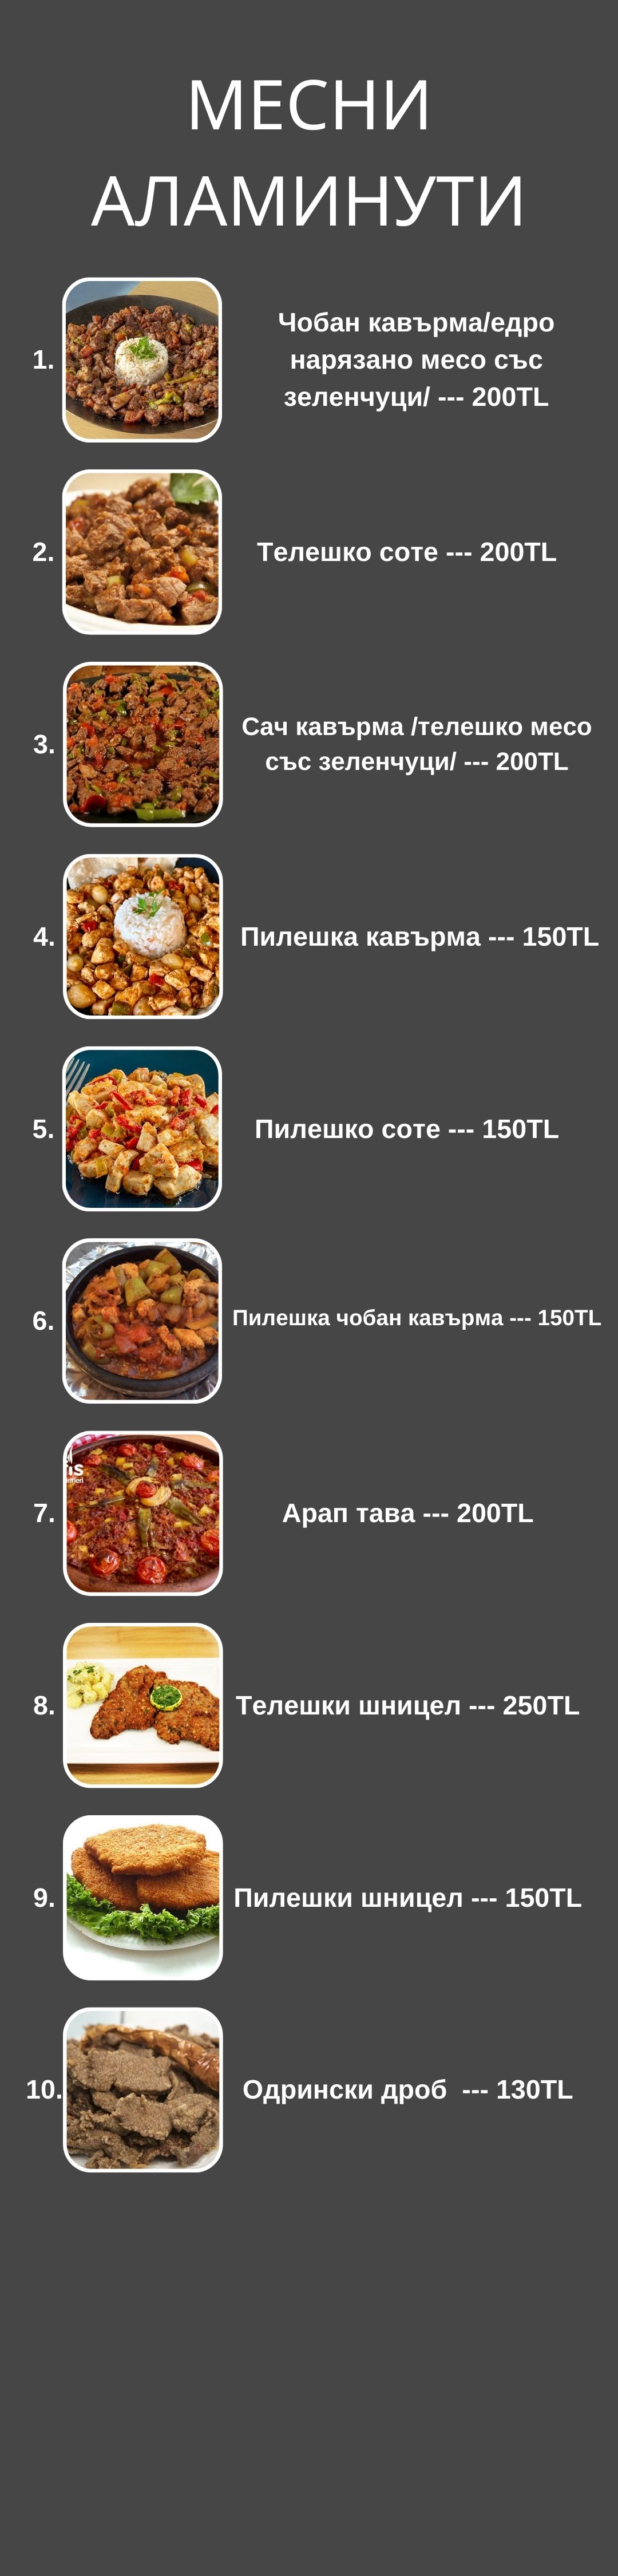 МЕСНИ
АЛАМИНУТИ
1.
Чобан кавърма/едро
нарязано месо със
зеленчуци/ --- 200TL
2.
Телешко соте --- 200TL
3.
Сач кавърма /телешко месо
със зеленчуци/ --- 200TL
4.
Пилешка кавърма --- 150TL
5.
Пилешко соте --- 150TL
6.
Пилешка чобан кавърма --- 150TL
7.
Арап тава --- 200TL
8.
Телешки шницел --- 250TL
9.
Пилешки шницел --- 150TL
10.
Одрински дроб --- 130TL